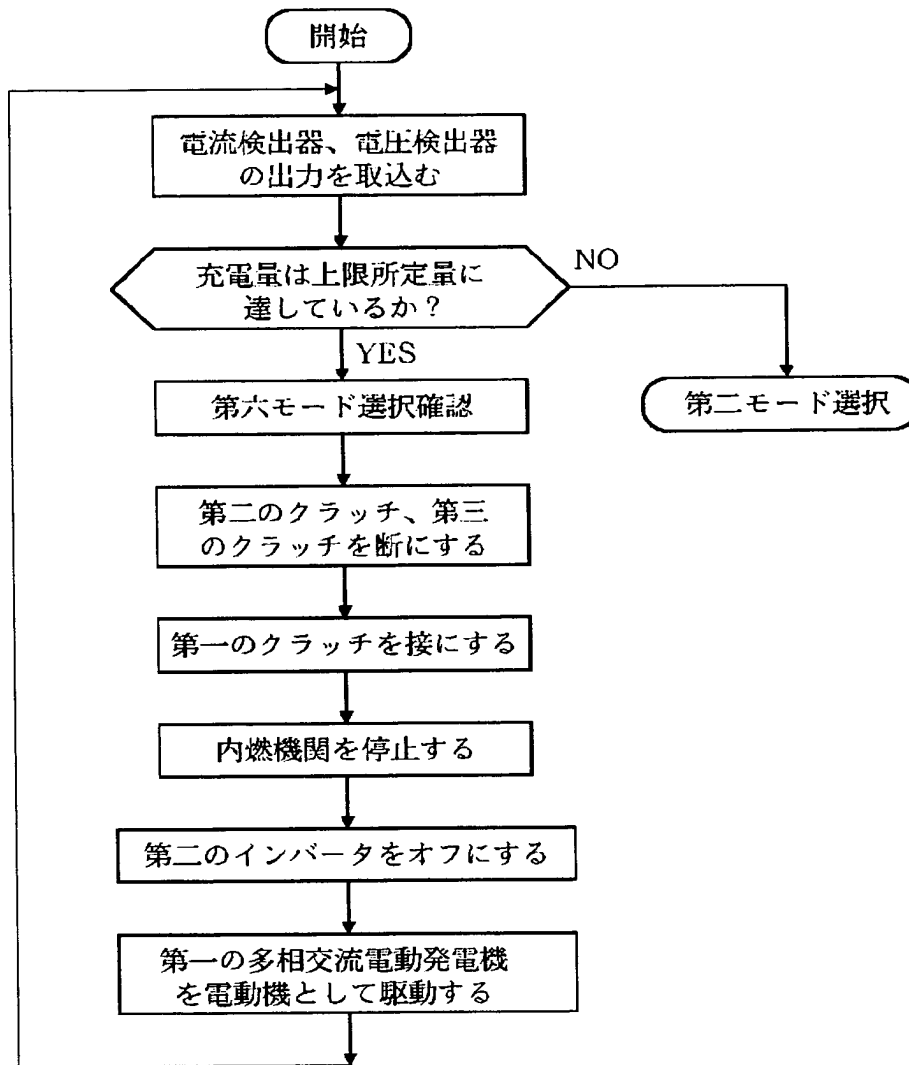 開始
電流検出器、電圧検出器
の出力を取込む
充電量は上限所定量に
達しているか？
NO
YES
第六モード選択確認
第二モード選択
第二のクラッチ、第三
のクラッチを断にする
第一のクラッチを接にする
内燃機関を停止する
第二のインバータをオフにする
第一の多相交流電動発電機
を電動機として駆動する